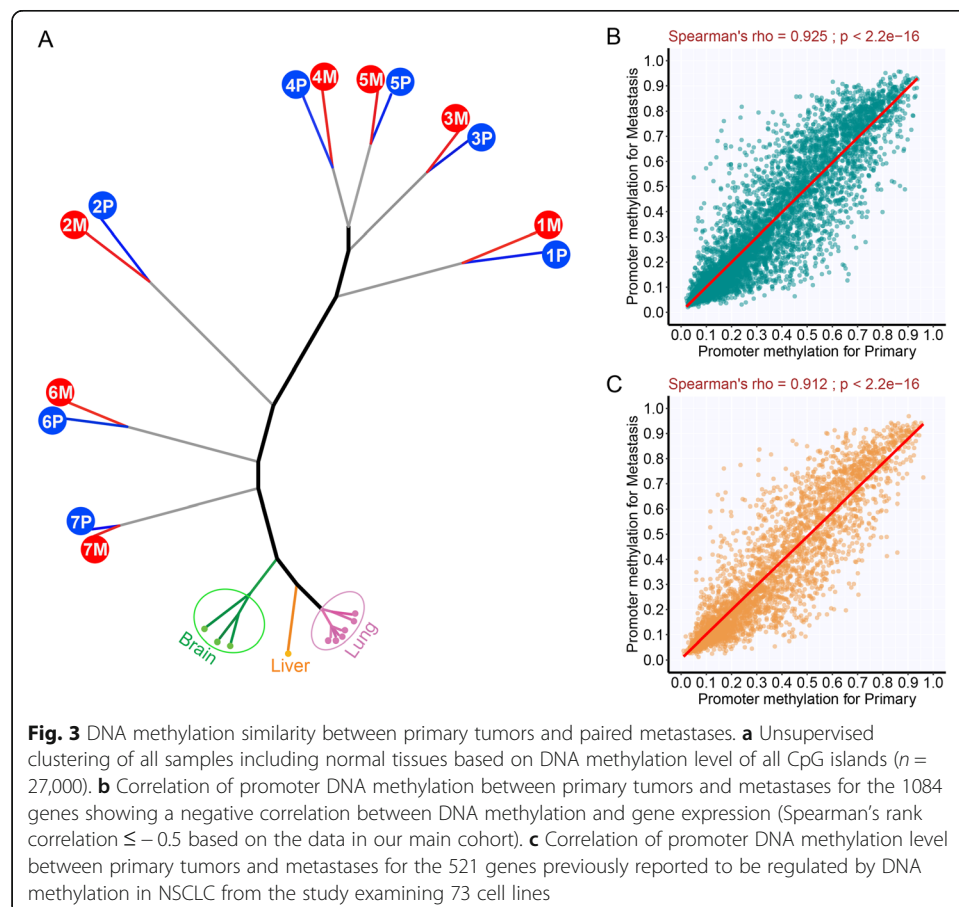 A
4P
4M
5M
5P
3M
3P
2P
2M
1M
1P
6M
6P
7P
7M
Brain
Liver
Lung
B
Spearman's rho = 0.925 ; p < 2.2e−16
Promoter methylation for Metastasis
1.0
0.9
0.8
0.7
0.6
0.5
0.4
0.3
0.2
0.1
0.0
0.0 0.1 0.2 0.3 0.4 0.5 0.6 0.7 0.8 0.9 1.0
Promoter methylation for Primary
C
Spearman's rho = 0.912 ; p < 2.2e−16
Promoter methylation for Metastasis
1.0
0.9
0.8
0.7
0.6
0.5
0.4
0.3
0.2
0.1
0.0
0.0 0.1 0.2 0.3 0.4 0.5 0.6 0.7 0.8 0.9 1.0
Promoter methylation for Primary
Fig. 3 DNA methylation similarity between primary tumors and paired metastases. a Unsupervised
clustering of all samples including normal tissues based on DNA methylation level of all CpG islands (n =
27,000). b Correlation of promoter DNA methylation between primary tumors and metastases for the 1084
genes showing a negative correlation between DNA methylation and gene expression (Spearman's rank
correlation ≤ − 0.5 based on the data in our main cohort). c Correlation of promoter DNA methylation level
between primary tumors and metastases for the 521 genes previously reported to be regulated by DNA
methylation in NSCLC from the study examining 73 cell lines